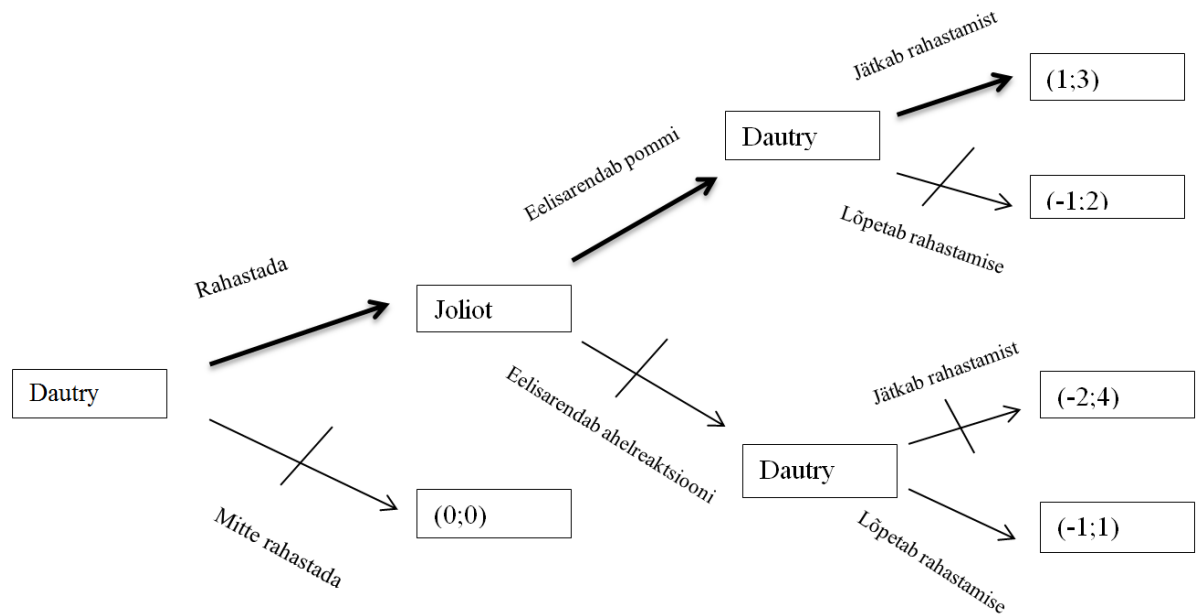 Jätkab rahastamist
(1;3)
Dautry
Eelisarendab pommi
(-1;2)
Lõpetab rahastamise
Rahastada
Joliot
Jätkab rahastamist
Dautry
Eelisarendab ahelreaktsiooni
(-2;4)
Dautry
(0;0)
Mitte rahastada
(-1;1)
Lõpetab rahastamise